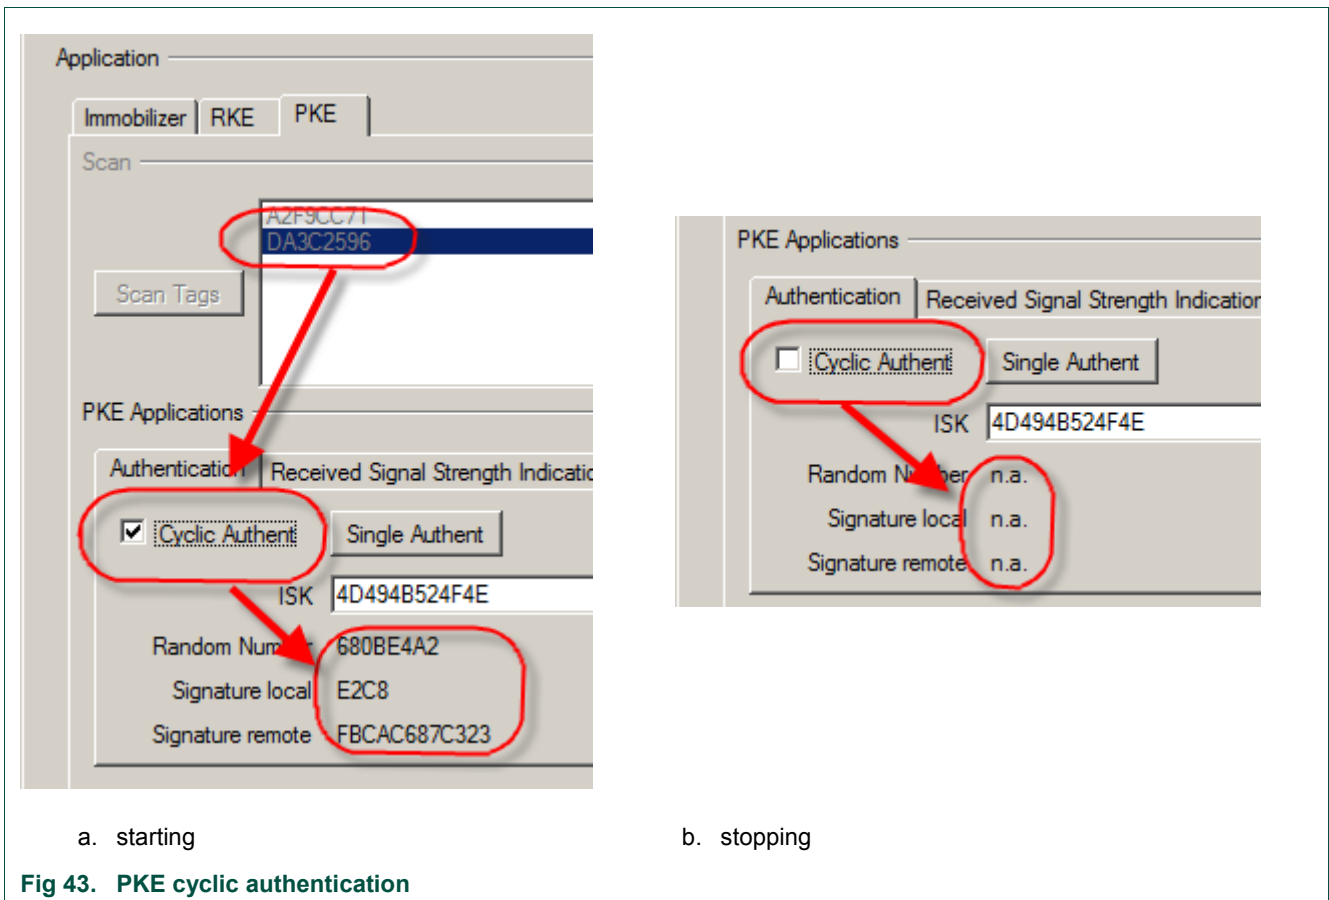 Application
Immobilizer RKE PKE
Scan
A2F9CC71
DA3C2596
Scan Tags
PKE Applications
Authentication Received Signal Strength Indicatio
Cyclic Authent Single Authent
ISK 4D494B524F4E
Random Number 680BE4A2
Signature local E2C8
Signature remote FBCAC687C323
a. starting
PKE Applications
Authentication Received Signal Strength Indication
Cyclic Authent Single Authent
ISK 4D494B524F4E
Random Number n.a.
Signature local n.a.
Signature remote n.a.
b. stopping
Fig 43. PKE cyclic authentication